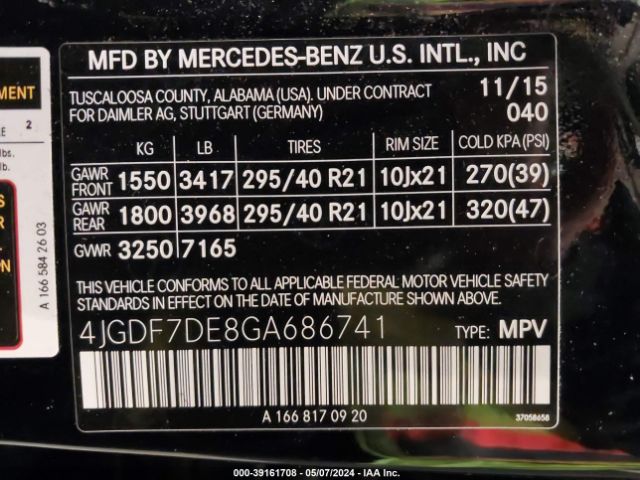 MFD BY MERCEDES-BENZ U.S. INTL., INC
TUSCALOOSA COUNTY, ALABAMA (USA). UNDER CONTRACT 11/15
FOR DAIMLER AG, STUTTGART (GERMANY) 040
KG LB TIRES RIM SIZE COLD KPA (PSI)
GAWR FRONT 1550 3417 295/40 R21 10Jx21 270(39)
GAWR REAR 1800 3968 295/40 R21 10Jx21 320(47)
GVWR 3250 7165
THIS VEHICLE CONFORMS TO ALL APPLICABLE FEDERAL MOTOR VEHICLE SAFETY
STANDARDS IN EFFECT ON THE DATE OF MANUFACTURE SHOWN ABOVE.
4JGDF7DE8GA686741 TYPE: MPV
A 166 817 09 20
37058658
2
lbs.
lb.
A 166 584 26 03
000-39161708 - 05/07/2024 - IAA Inc.